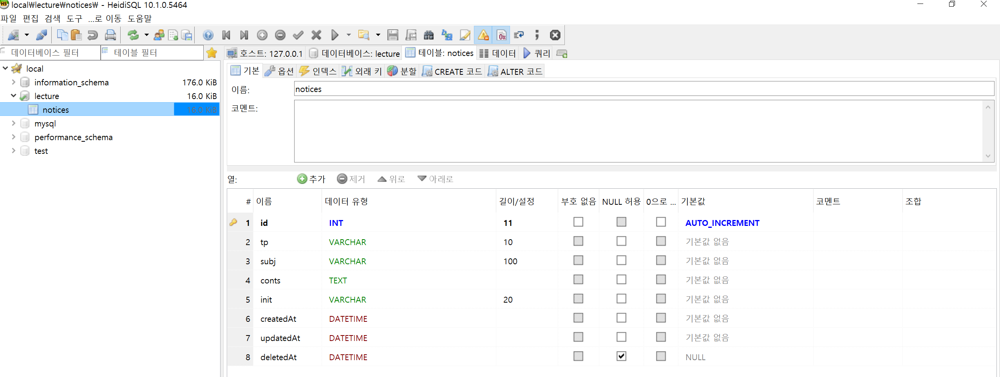 local\lecture\notices\ - HeidiSQL 10.1.0.5464
파일 편집 검색 도구 ...로 이동 도움말
데이터베이스 필터 테이블 필터
호스트: 127.0.0.1 데이터베이스: lecture 테이블: notices 데이터 쿼리
local
information_schema 176.0 KiB
lecture 16.0 KiB
notices 16.0 KiB
mysql
performance_schema
test
기본 옵션 인덱스 외래 키 분할 CREATE 코드 ALTER 코드
이름: notices
코멘트:
열: 추가 제거 위로 아래로
# 이름 데이터 유형 길이/설정 부호 없음 NULL 허용 0으로 ... 기본값 코멘트 조합
1 id INT 11 AUTO_INCREMENT
2 tp VARCHAR 10 기본값 없음
3 subj VARCHAR 100 기본값 없음
4 conts TEXT 기본값 없음
5 init VARCHAR 20 기본값 없음
6 createdAt DATETIME 기본값 없음
7 updatedAt DATETIME 기본값 없음
8 deletedAt DATETIME NULL